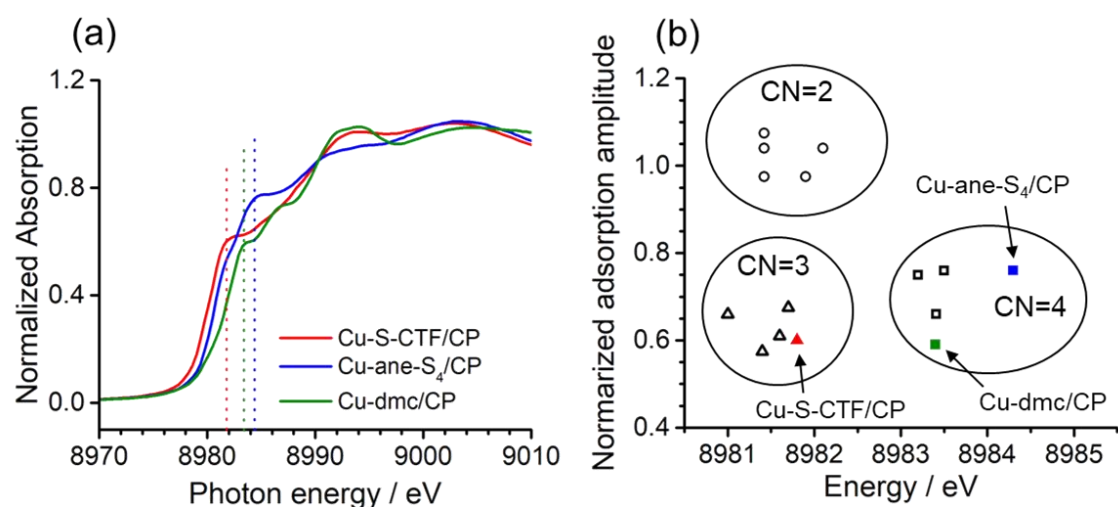 (a)
Normalized Absorption
1.2
0.8
0.4
0.0
Cu-S-CTF/CP
Cu-ane-S₄/CP
Cu-dmc/CP
8970 8980 8990 9000 9010
Photon energy / eV
(b)
Normarized adsorption amplitude
1.2
1.0
0.8
0.6
0.4
CN=2
Cu-ane-S₄/CP
CN=3
CN=4
Cu-S-CTF/CP
Cu-dmc/CP
8981 8982 8983 8984 8985
Energy / eV